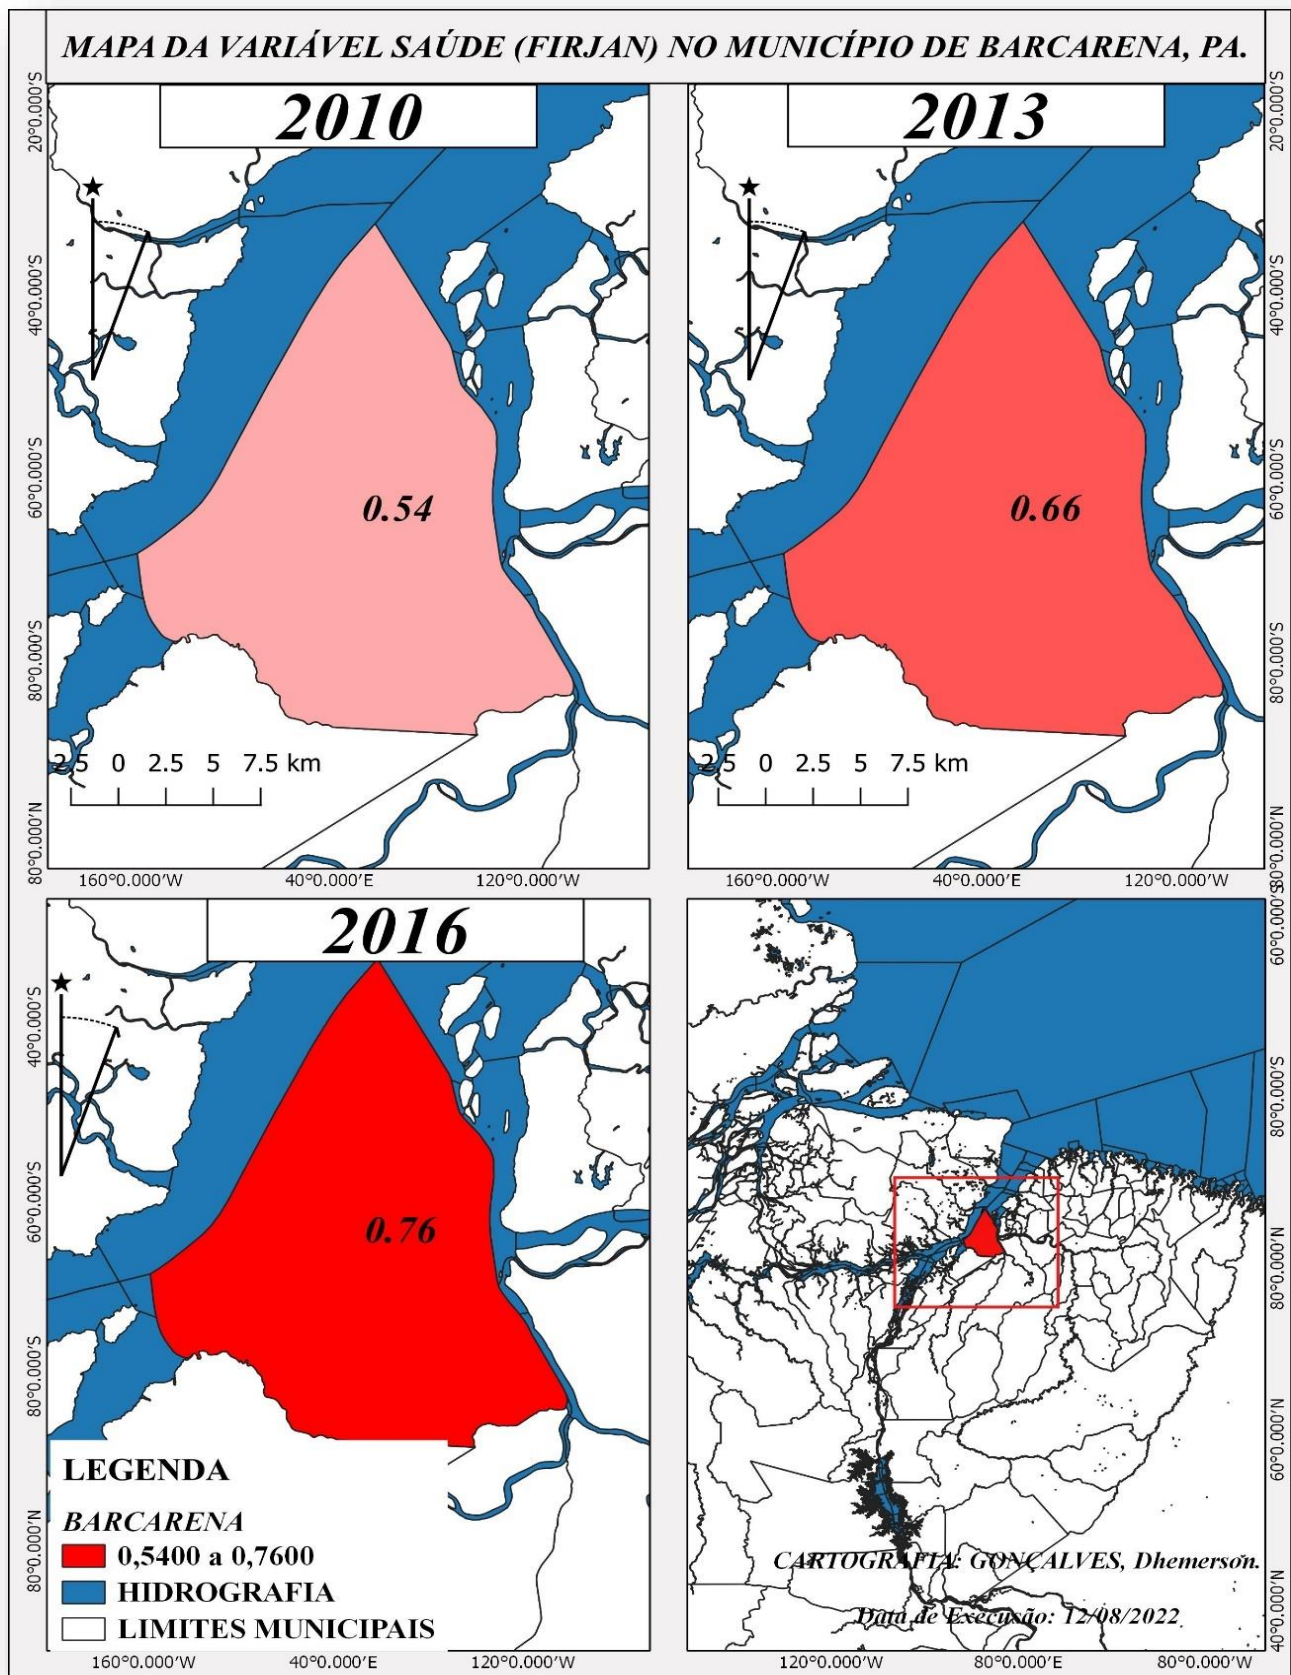 MAPA DA VARIÁVEL SAÚDE (FIRJAN) NO MUNICÍPIO DE BARCARENA, PA.
2010
2013
20°0.000'S
40°0.000'S
60°0.000'S
80°0.000'S
80°0.000'N
0.54
2.5 0 2.5 5 7.5 km
160°0.000'W 40°0.000'E 120°0.000'W
0.66
2.5 0 2.5 5 7.5 km
160°0.000'W 40°0.000'E 120°0.000'W
20°0.000'S
40°0.000'S
60°0.000'S
80°0.000'S
80°0.000'N
2016
40°0.000'S
60°0.000'S
80°0.000'S
80°0.000'N
0.76
LEGENDA
BARCARENA
0,5400 a 0,7600
HIDROGRAFIA
LIMITES MUNICIPAIS
160°0.000'W 40°0.000'E 120°0.000'W
60°0.000'S
80°0.000'S
80°0.000'N
60°0.000'N
40°0.000'N
CARTOGRAFIA: GONÇALVES, Dhemerson.
Data de Execusão: 12/08/2022
120°0.000'W 80°0.000'E 80°0.000'W